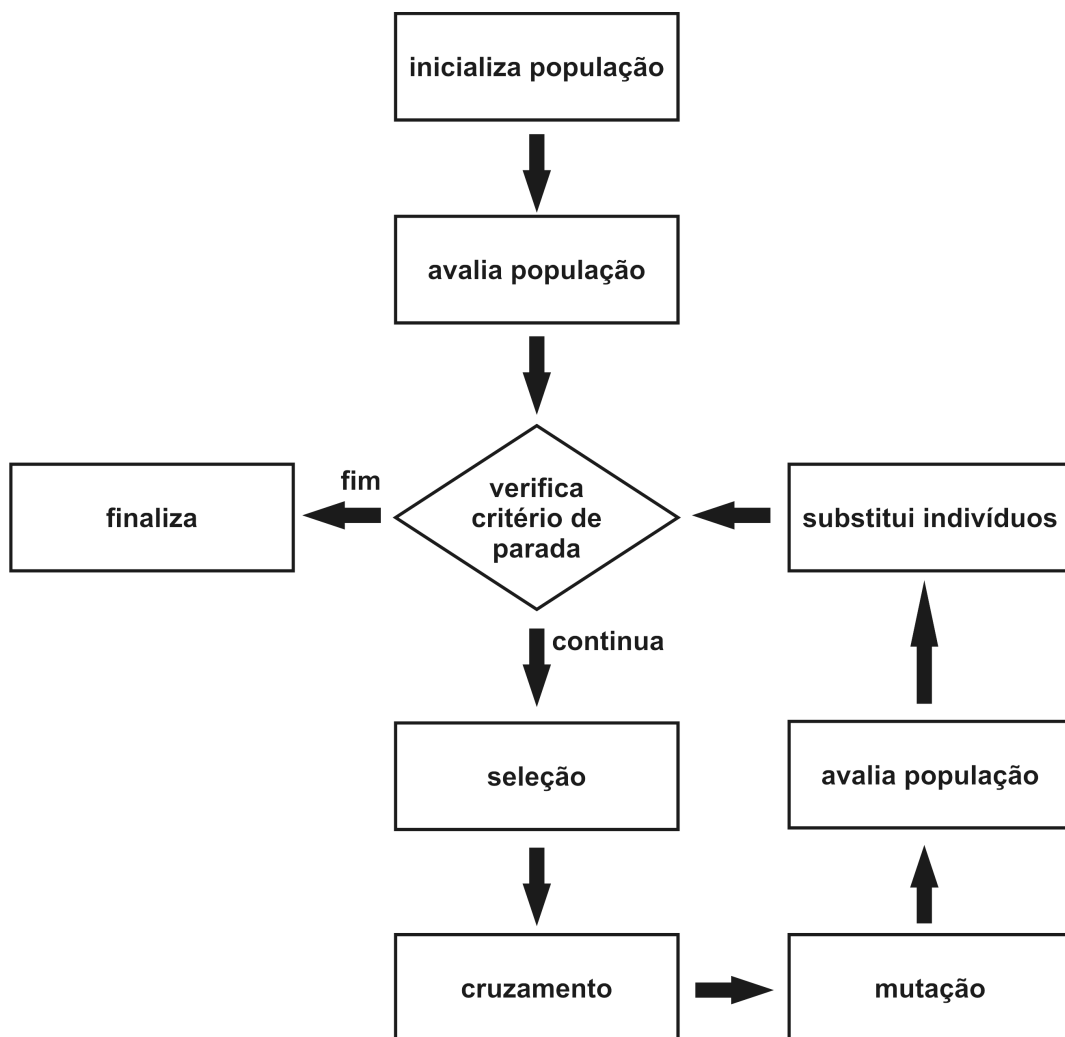 inicializa população
avalia população
fim
verifica
critério de
parada
finaliza
substitui indivíduos
continua
seleção
avalia população
cruzamento
mutação